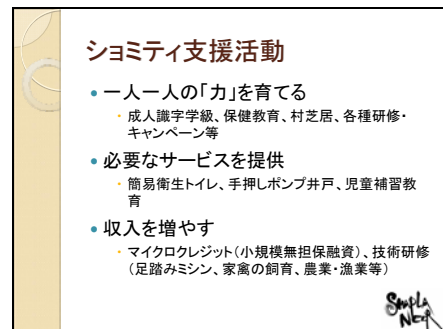 ショミティ支援活動
• 一人一人の「力」を育てる
• 成人識字学級、保健教育、村芝居、各種研修・
キャンペーン等
• 必要なサービスを提供
• 簡易衛生トイレ、手押しポンプ井戸、児童補習教
育
• 収入を増やす
• マイクロクレジット（小規模無担保融資）、技術研修
（足踏みミシン、家禽の飼育、農業・漁業等）